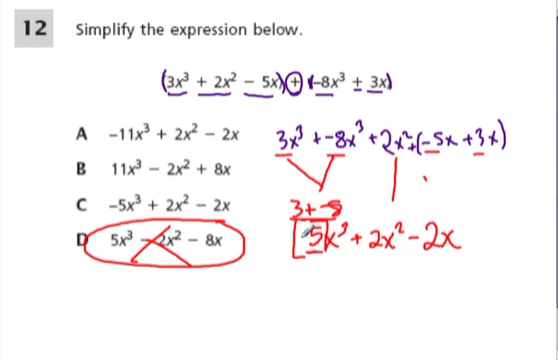 12 Simplify the expression below.
(3x³ + 2x² − 5x) + (−8x³ + 3x)
A −11x³ + 2x² − 2x
3x³ + −8x³ + 2x² + (−5x + 3x)
B 11x³ − 2x² + 8x
C −5x³ + 2x² − 2x
3 + −8
D 5x³ − 2x² − 8x
5x³ + 2x² − 2x